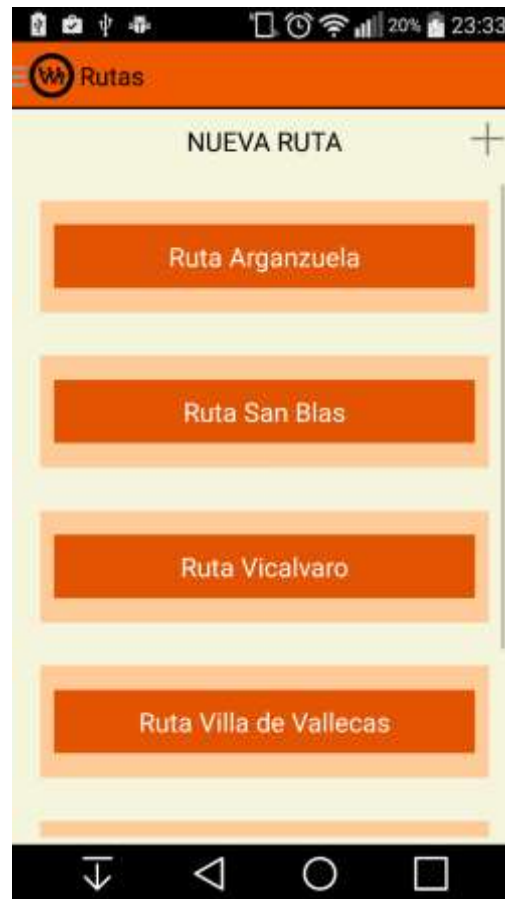 20% 23:33
Rutas
NUEVA RUTA
Ruta Arganzuela
Ruta San Blas
Ruta Vicalvaro
Ruta Villa de Vallecas